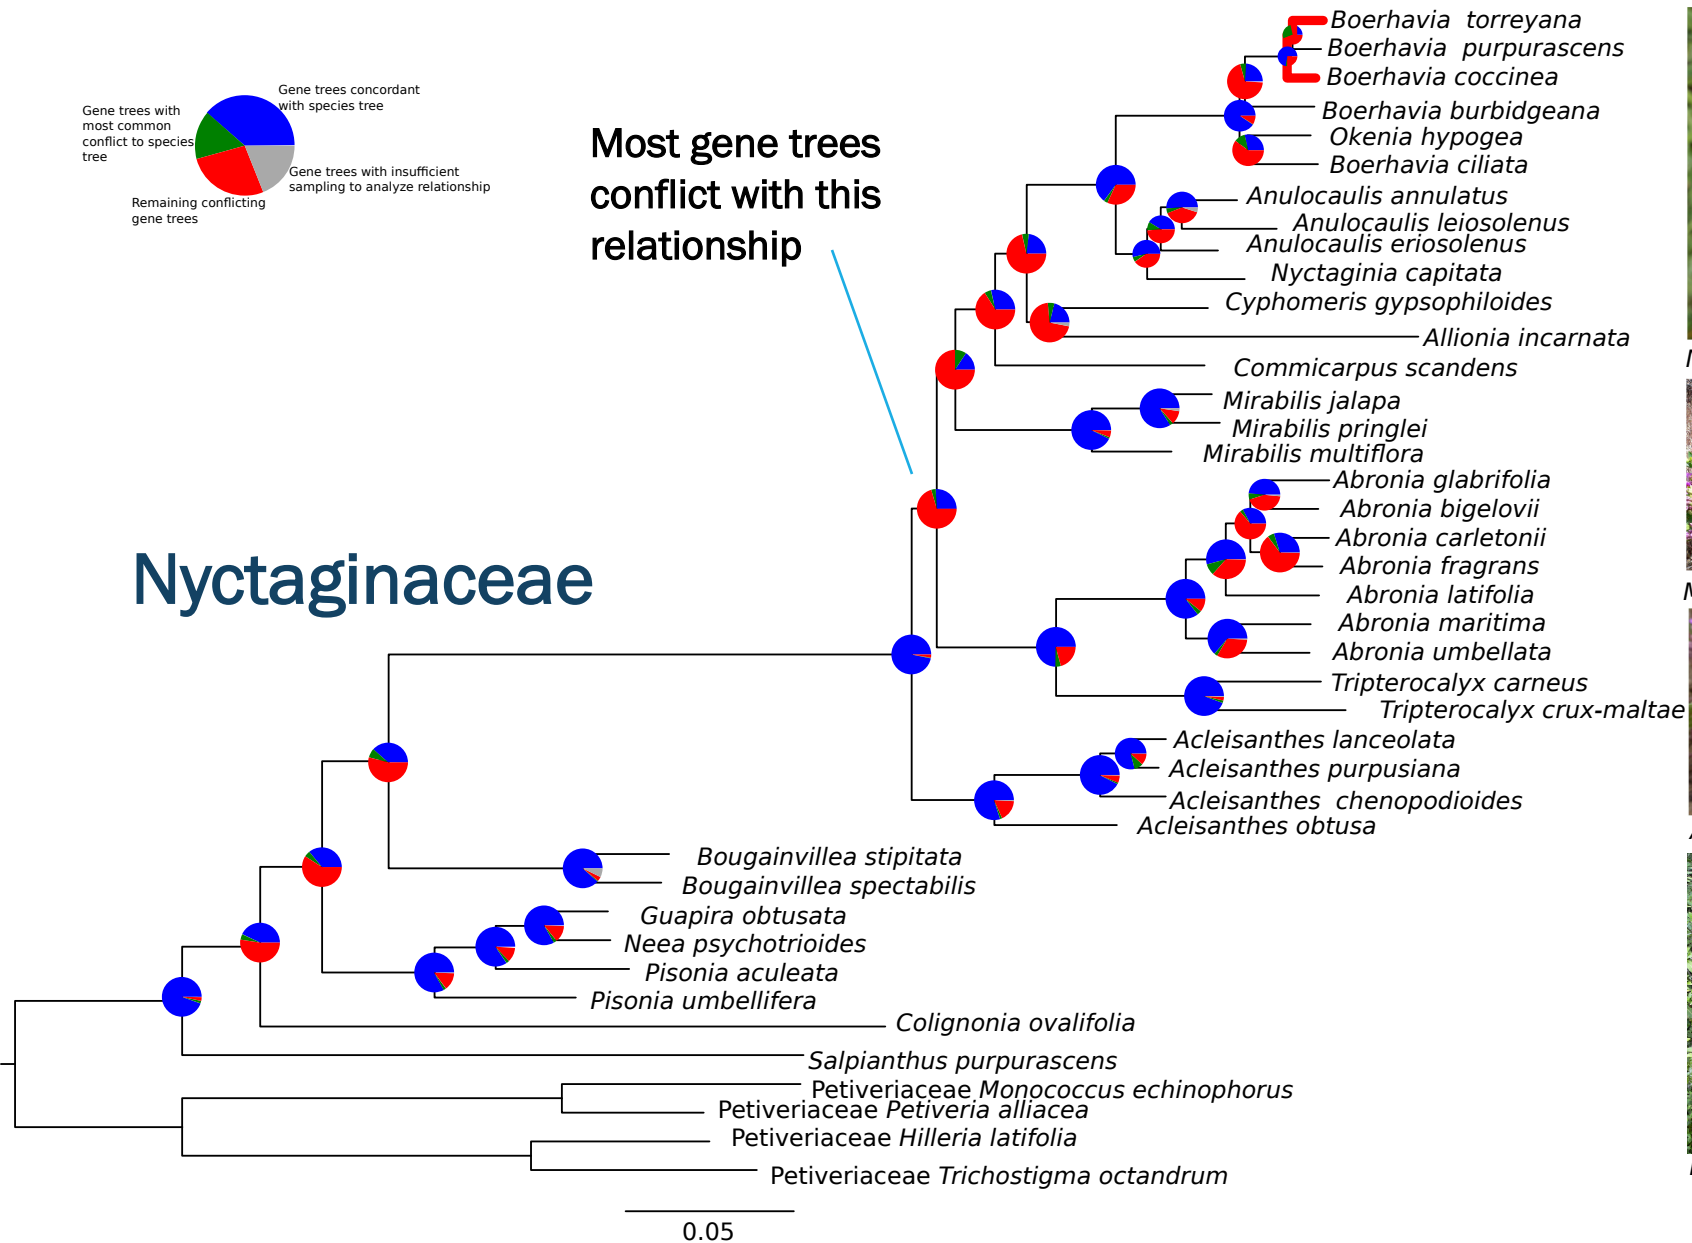 Gene trees concordant
with species tree
Gene trees with
most common
conflict to species
tree
Gene trees with insufficient
sampling to analyze relationship
Remaining conflicting
gene trees
Most gene trees
conflict with this
relationship
Nyctaginaceae
Boerhavia torreyana
Boerhavia purpurascens
Boerhavia coccinea
Boerhavia burbidgeana
Okenia hypogea
Boerhavia ciliata
Anulocaulis annulatus
Anulocaulis leiosolenus
Anulocaulis eriosolenus
Nyctaginia capitata
Cyphomeris gypsophiloides
Allionia incarnata
Commicarpus scandens
Mirabilis jalapa
Mirabilis pringlei
Mirabilis multiflora
Abronia glabrifolia
Abronia bigelovii
Abronia carletonii
Abronia fragrans
Abronia latifolia
Abronia maritima
Abronia umbellata
Tripterocalyx carneus
Tripterocalyx crux-maltae
Acleisanthes lanceolata
Acleisanthes purpusiana
Acleisanthes chenopodioides
Acleisanthes obtusa
Bougainvillea stipitata
Bougainvillea spectabilis
Guapira obtusata
Neea psychotrioides
Pisonia aculeata
Pisonia umbellifera
Colignonia ovalifolia
Salpianthus purpurascens
Petiveriaceae Monococcus echinophorus
Petiveriaceae Petiveria alliacea
Petiveriaceae Hilleria latifolia
Petiveriaceae Trichostigma octandrum
0.05